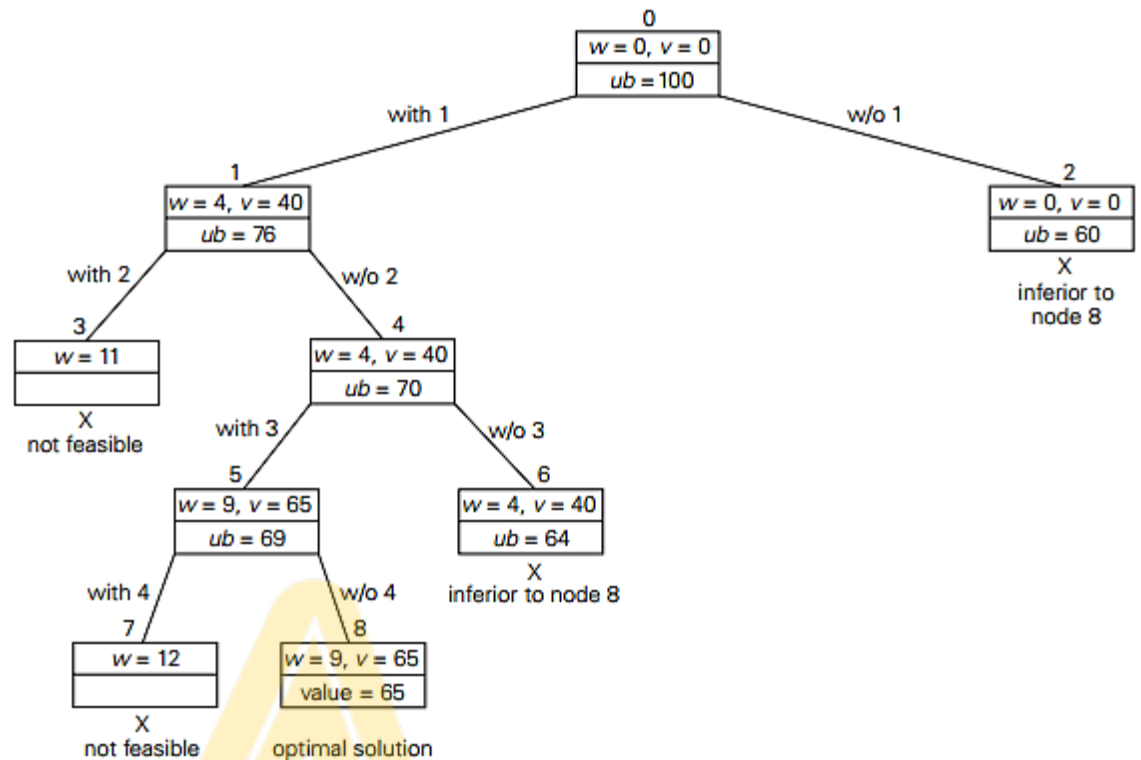 0
w = 0, v = 0
ub = 100
with 1
w/o 1
1
w = 4, v = 40
ub = 76
2
w = 0, v = 0
ub = 60
X
inferior to
node 8
with 2
w/o 2
3
w = 11
X
not feasible
4
w = 4, v = 40
ub = 70
with 3
w/o 3
5
w = 9, v = 65
ub = 69
6
w = 4, v = 40
ub = 64
X
inferior to node 8
with 4
w/o 4
7
w = 12
X
not feasible
8
w = 9, v = 65
value = 65
optimal solution